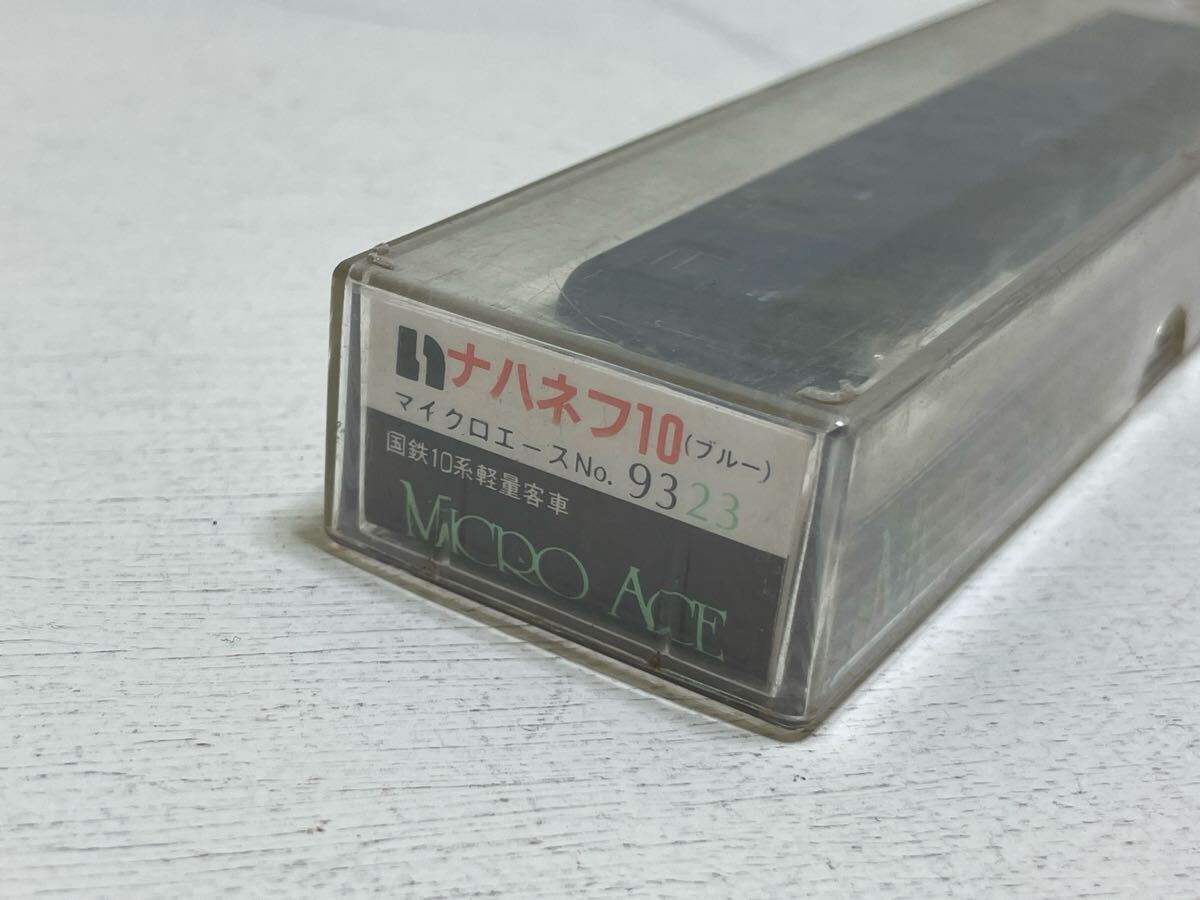 ナハネフ10(ブルー)
マイクロエースNo. 9323
国鉄10系軽量客車
MICRO ACE